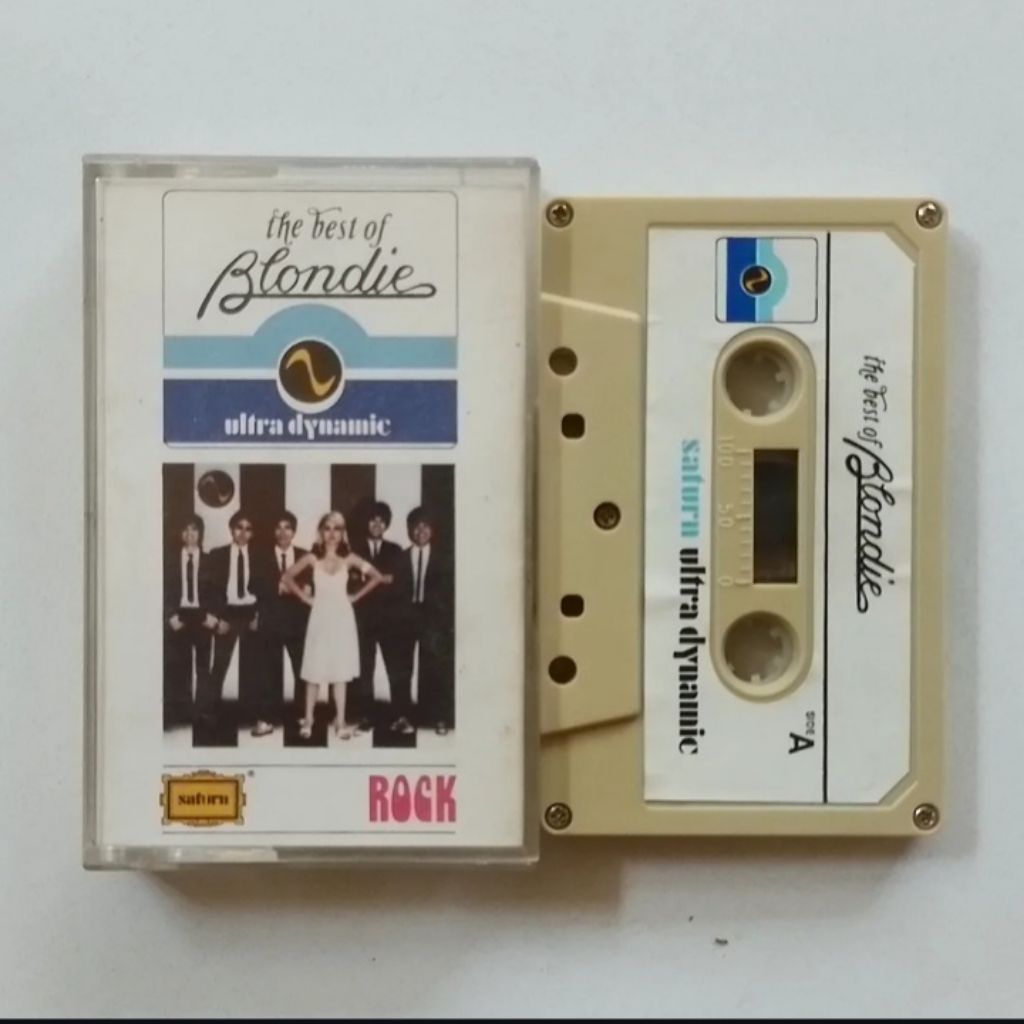 the best of
Blondie
ultra dynamic
saturn
ROCK
the best of Blondie
100 50 0
saturn ultra dynamic
SIDE A